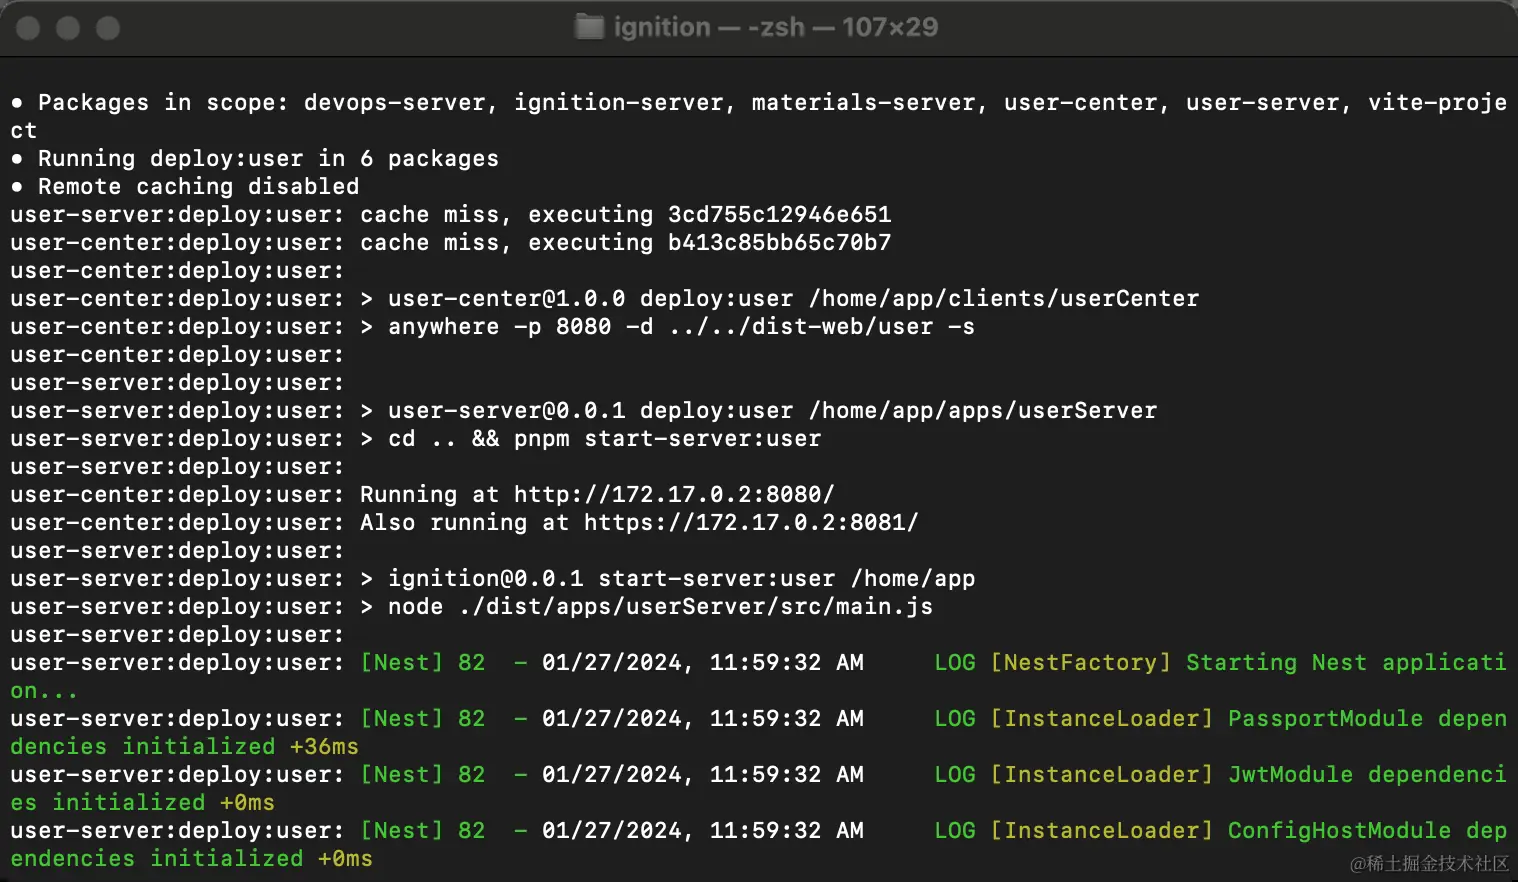 ignition — -zsh — 107×29
• Packages in scope: devops-server, ignition-server, materials-server, user-center, user-server, vite-proje
ct
• Running deploy:user in 6 packages
• Remote caching disabled
user-server:deploy:user: cache miss, executing 3cd755c12946e651
user-center:deploy:user: cache miss, executing b413c85bb65c70b7
user-center:deploy:user:
user-center:deploy:user: > user-center@1.0.0 deploy:user /home/app/clients/userCenter
user-center:deploy:user: > anywhere -p 8080 -d ../../dist-web/user -s
user-center:deploy:user:
user-server:deploy:user:
user-server:deploy:user: > user-server@0.0.1 deploy:user /home/app/apps/userServer
user-server:deploy:user: > cd .. && pnpm start-server:user
user-server:deploy:user:
user-center:deploy:user: Running at http://172.17.0.2:8080/
user-center:deploy:user: Also running at https://172.17.0.2:8081/
user-server:deploy:user:
user-server:deploy:user: > ignition@0.0.1 start-server:user /home/app
user-server:deploy:user: > node ./dist/apps/userServer/src/main.js
user-server:deploy:user:
user-server:deploy:user: [Nest] 82  - 01/27/2024, 11:59:32 AM     LOG [NestFactory] Starting Nest applicati
on...
user-server:deploy:user: [Nest] 82  - 01/27/2024, 11:59:32 AM     LOG [InstanceLoader] PassportModule depen
dencies initialized +36ms
user-server:deploy:user: [Nest] 82  - 01/27/2024, 11:59:32 AM     LOG [InstanceLoader] JwtModule dependenci
es initialized +0ms
user-server:deploy:user: [Nest] 82  - 01/27/2024, 11:59:32 AM     LOG [InstanceLoader] ConfigHostModule dep
endencies initialized +0ms
@稀土掘金技术社区